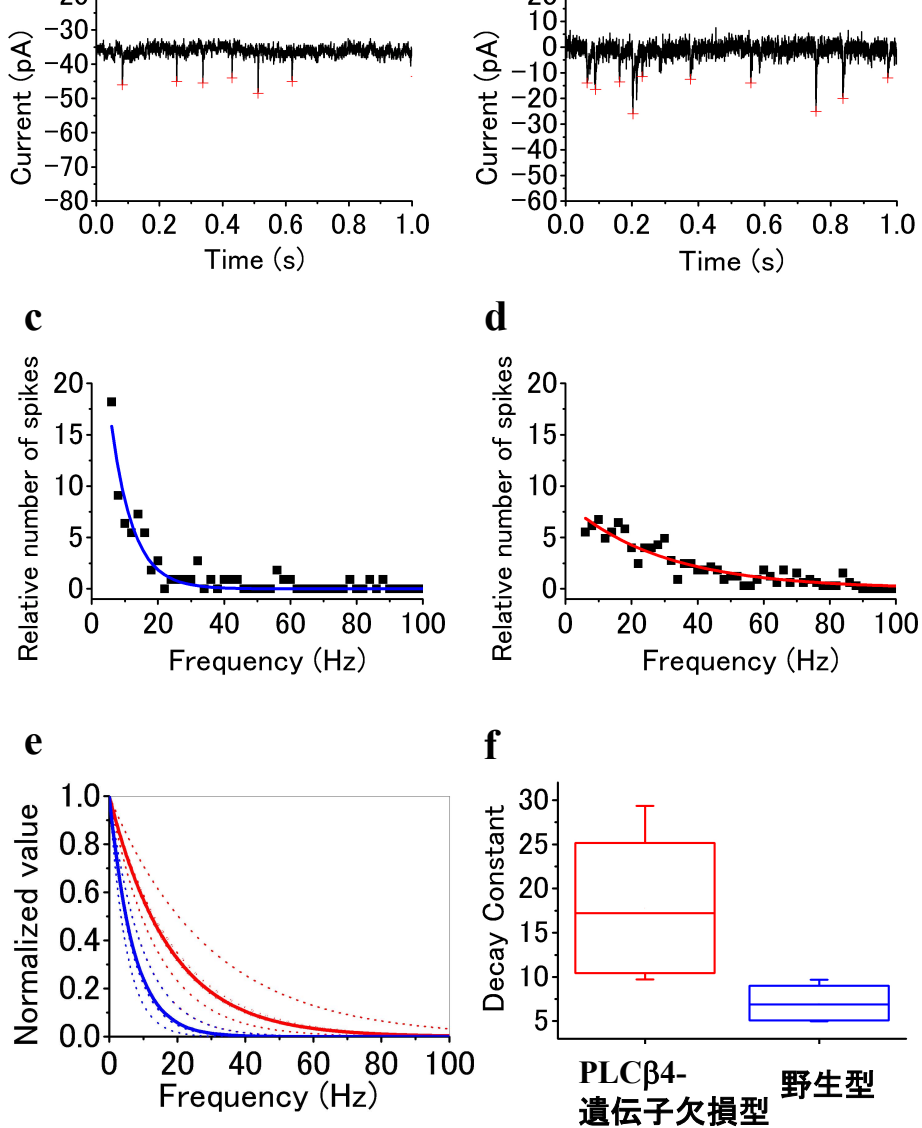 −20
−30
−40
−50
−60
−70
−80
Current (pA)
0.0 0.2 0.4 0.6 0.8 1.0
Time (s)
20
10
0
−10
−20
−30
−40
−50
−60
Current (pA)
0.0 0.2 0.4 0.6 0.8 1.0
Time (s)
c
20
15
10
5
0
Relative number of spikes
0 20 40 60 80 100
Frequency (Hz)
d
20
15
10
5
0
Relative number of spikes
0 20 40 60 80 100
Frequency (Hz)
e
1.0
0.8
0.6
0.4
0.2
0.0
Normalized value
0 20 40 60 80 100
Frequency (Hz)
f
30
25
20
15
10
5
Decay Constant
PLCβ4-
遺伝子欠損型
野生型